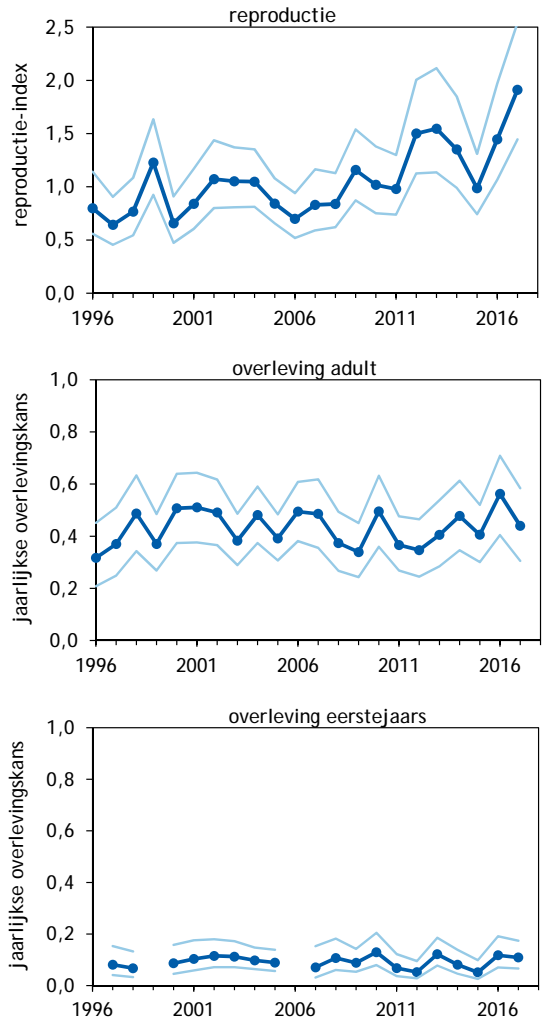 reproductie
2,5
2,0
1,5
1,0
0,5
0,0
reproductie-index
1996 2001 2006 2011 2016
overleving adult
1,0
0,8
0,6
0,4
0,2
0,0
jaarlijkse overlevingskans
1996 2001 2006 2011 2016
overleving eerstejaars
1,0
0,8
0,6
0,4
0,2
0,0
jaarlijkse overlevingskans
1996 2001 2006 2011 2016